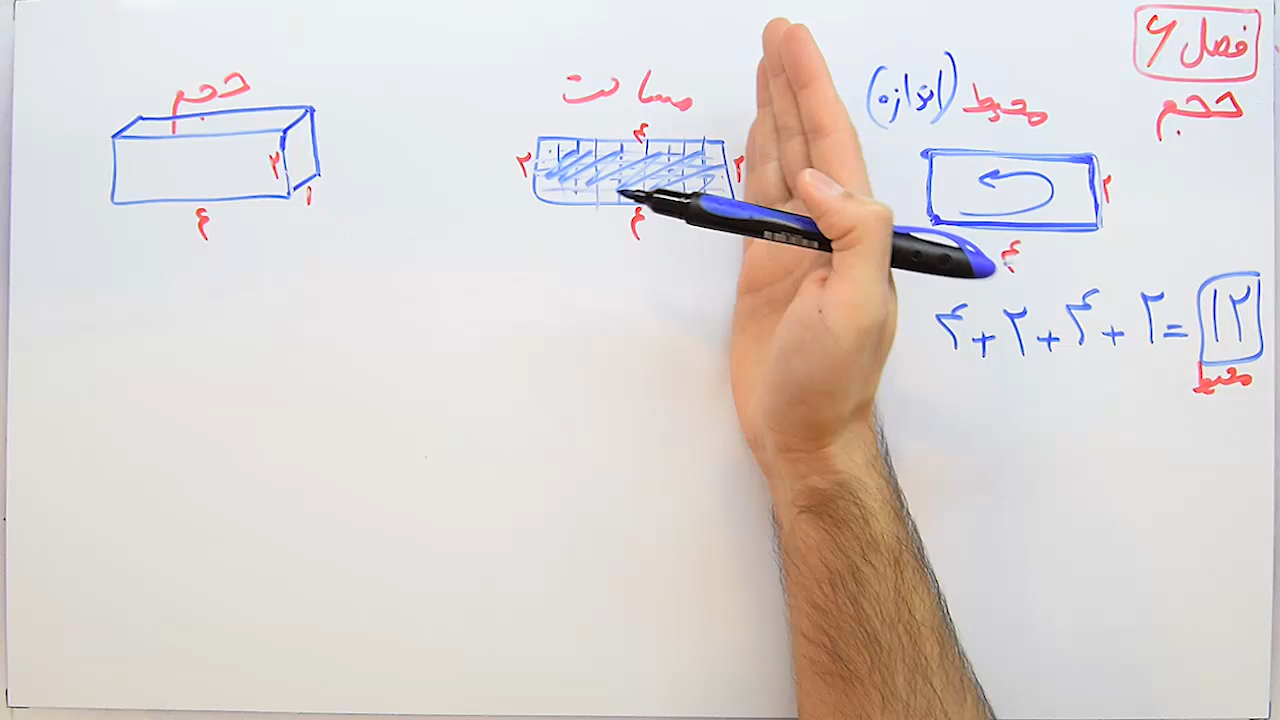 فصل ۶
حجم
محیط (اندازه)
۲
۴
۴+۲+۴+۲=۱۲
محیط
مساحت
۴
۲
۲
۴
حجم
۲
۱
۴